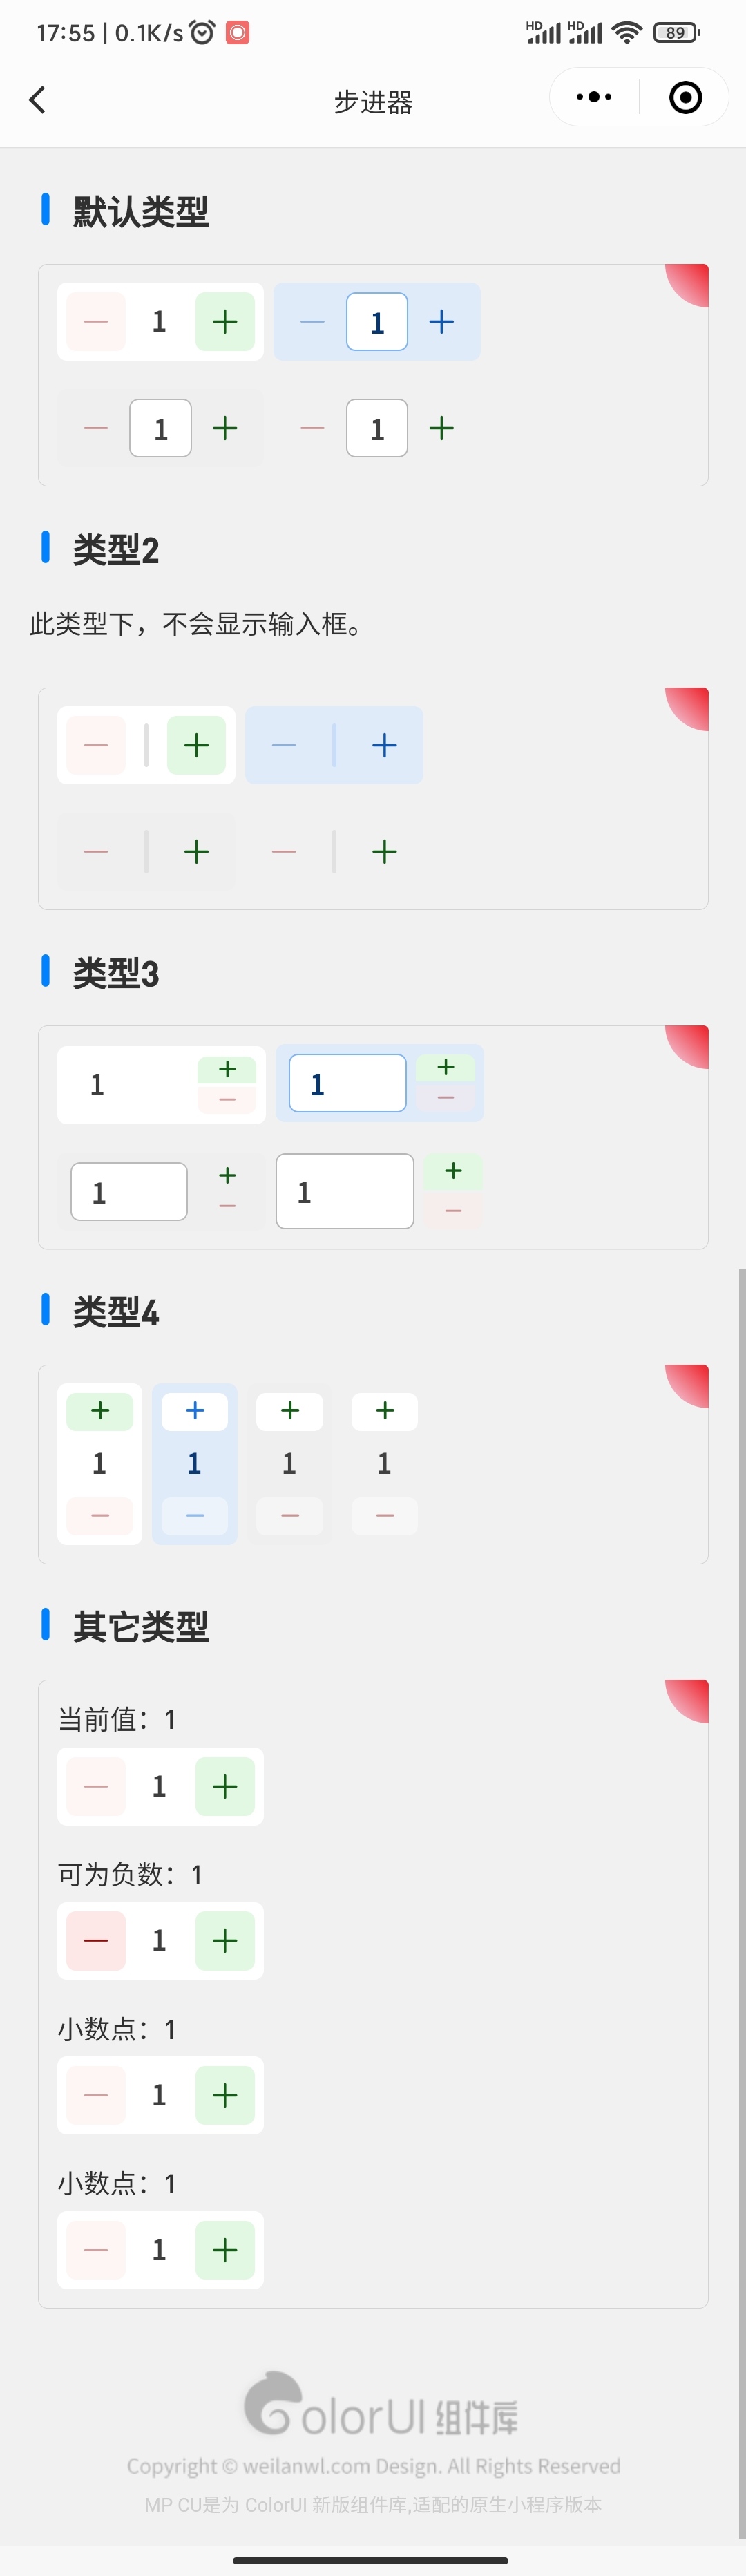 17:55 | 0.1K/s HD HD 89
步进器
默认类型
1 1
1 1
类型2
此类型下，不会显示输入框。
类型3
1 1
1 1
类型4
1 1 1 1
其它类型
当前值：1
1
可为负数：1
1
小数点：1
1
小数点：1
1
ColorUI 组件库
Copyright © weilanwl.com Design. All Rights Reserved
MP CU是为 ColorUI 新版组件库,适配的原生小程序版本